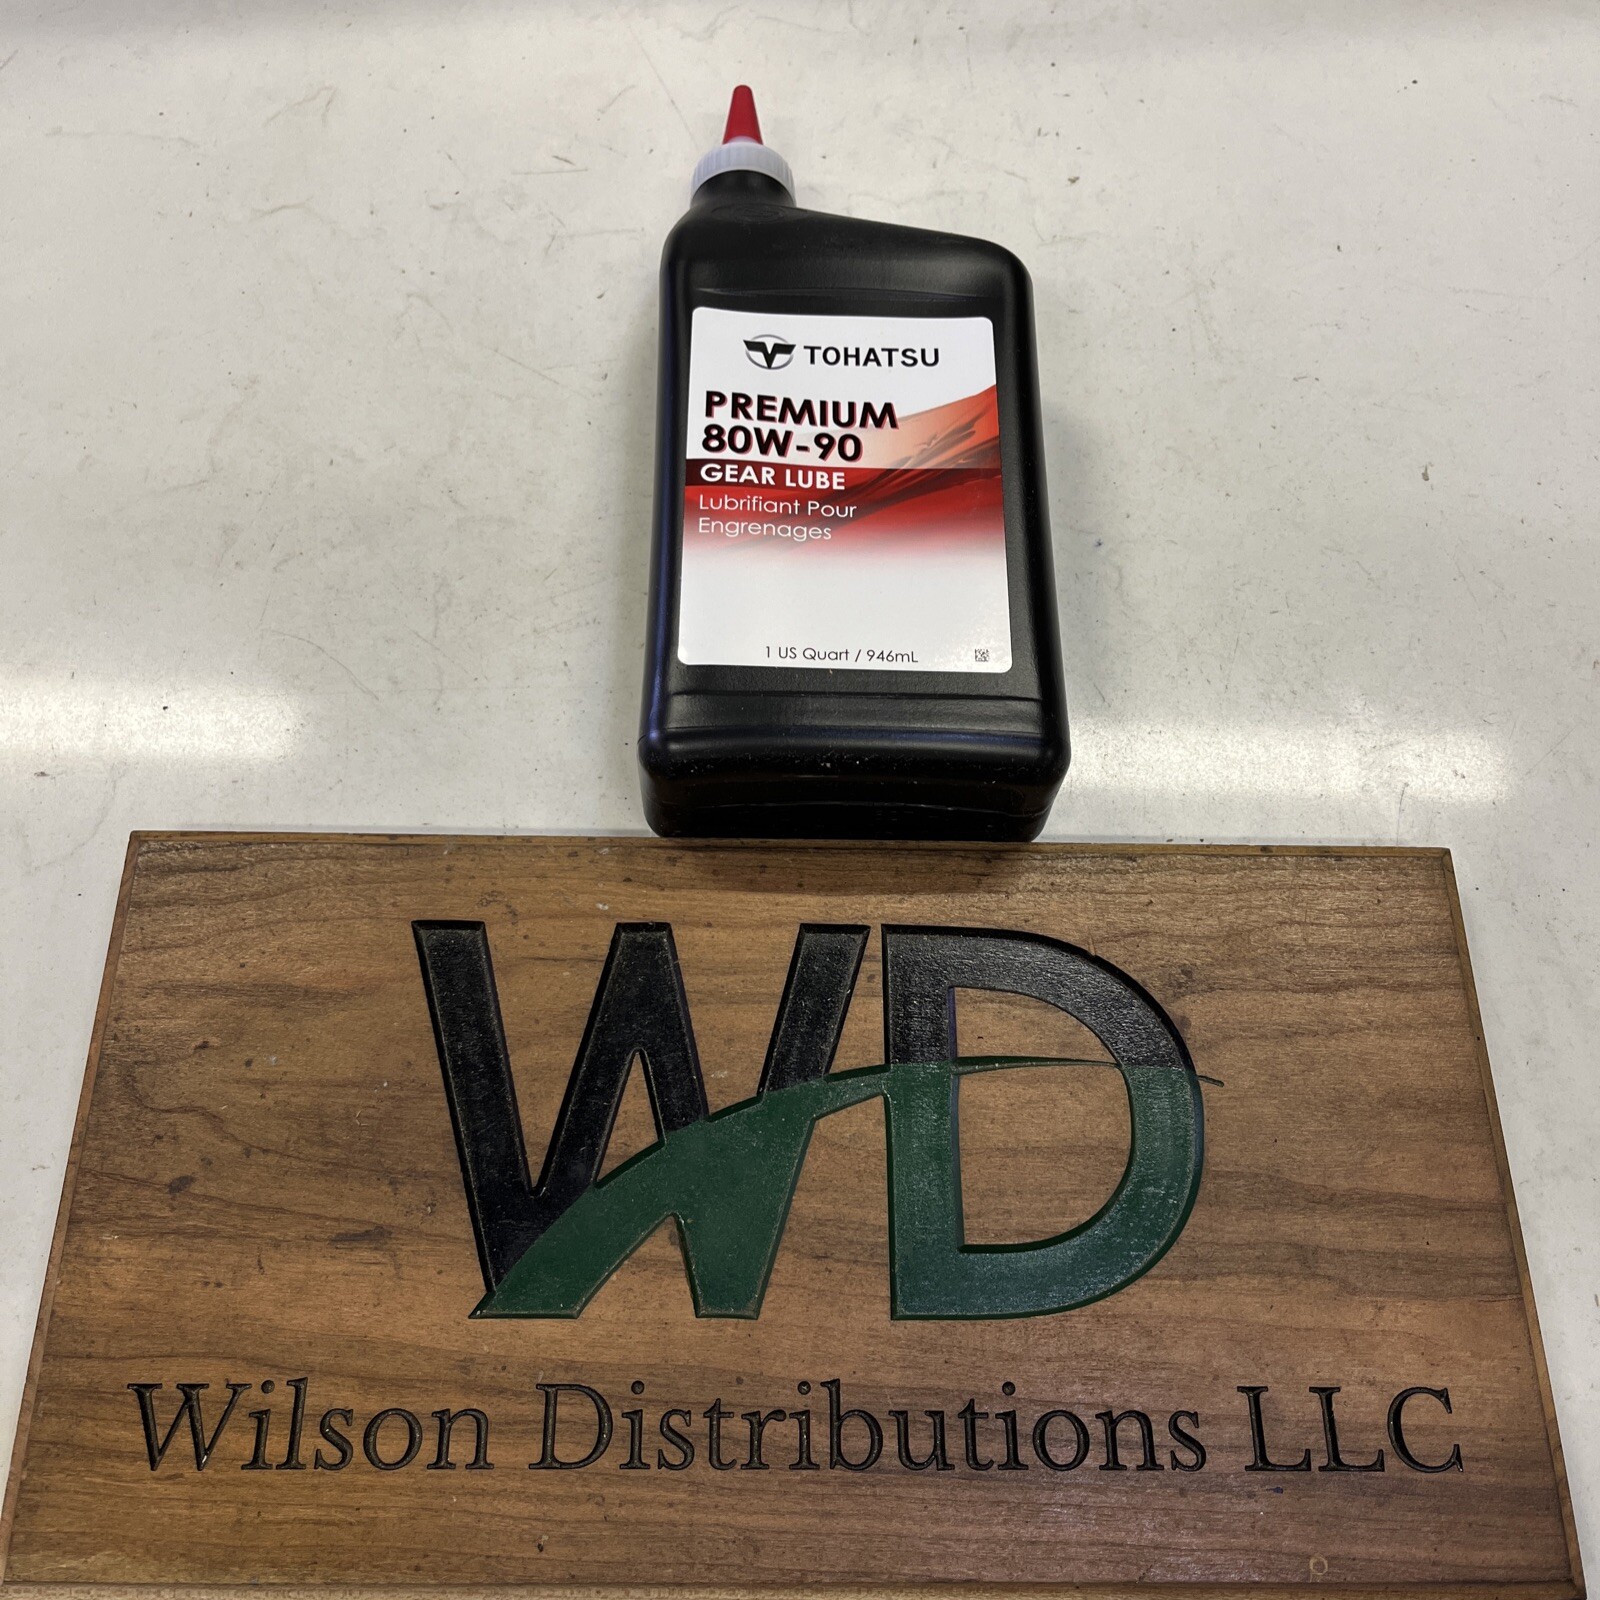 TOHATSU
PREMIUM
80W-90
GEAR LUBE
Lubrifiant Pour
Engrenages
1 US Quart / 946mL
WD
Wilson Distributions LLC